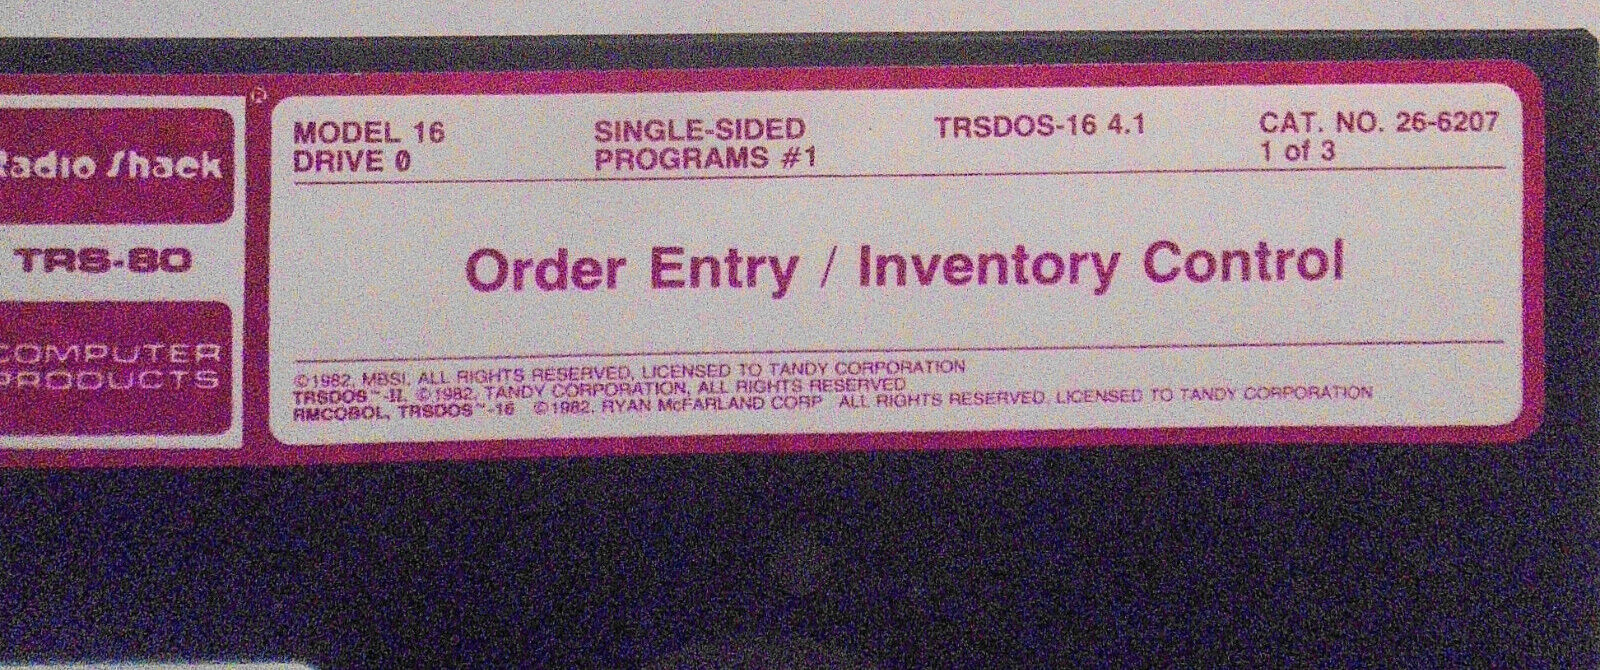 Radio Shack
®
TRS-80
COMPUTER
PRODUCTS
MODEL 16
DRIVE 0
SINGLE-SIDED
PROGRAMS #1
TRSDOS-16 4.1
CAT. NO. 26-6207
1 of 3
Order Entry / Inventory Control
©1982, MBSI, ALL RIGHTS RESERVED, LICENSED TO TANDY CORPORATION
TRSDOS™-II, ©1982, TANDY CORPORATION, ALL RIGHTS RESERVED
RMCOBOL, TRSDOS™-16 ©1982, RYAN McFARLAND CORP ALL RIGHTS RESERVED, LICENSED TO TANDY CORPORATION